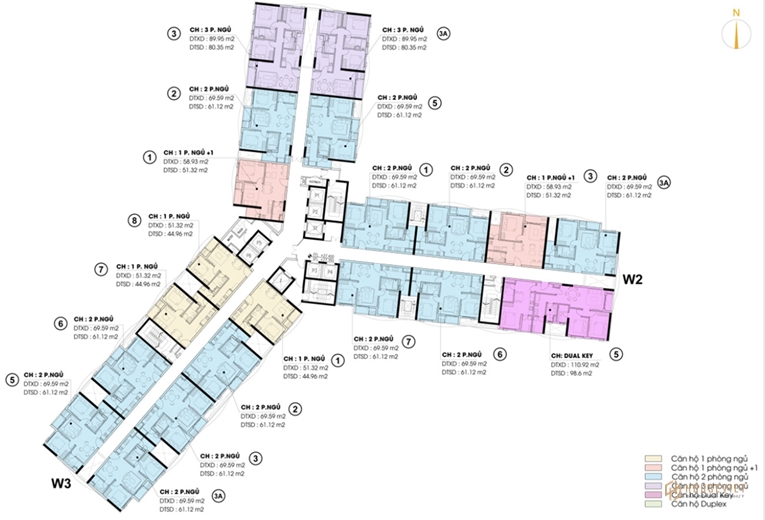 N
3
CH : 3 P. NGỦ
DTXD : 89.95 m2
DTSD : 80.35 m2
CH : 3 P. NGỦ
DTXD : 89.95 m2
DTSD : 80.35 m2
3A
2
CH : 2 P.NGỦ
DTXD : 69.59 m2
DTSD : 61.12 m2
CH : 2 P.NGỦ
DTXD : 69.59 m2
DTSD : 61.12 m2
5
1
CH : 1 P. NGỦ +1
DTXD : 58.93 m2
DTSD : 51.32 m2
CH : 2 P.NGỦ
DTXD : 69.59 m2
DTSD : 61.12 m2
1
CH : 2 P.NGỦ
DTXD : 69.59 m2
DTSD : 61.12 m2
2
CH : 1 P.NGỦ +1
DTXD : 58.93 m2
DTSD : 51.32 m2
3
CH : 2 P.NGỦ
DTXD : 69.59 m2
DTSD : 61.12 m2
3A
8
CH : 1 P. NGỦ
DTXD : 51.32 m2
DTSD : 44.96 m2
7
CH : 1 P. NGỦ
DTXD : 51.32 m2
DTSD : 44.96 m2
W2
6
CH : 2 P.NGỦ
DTXD : 69.59 m2
DTSD : 61.12 m2
CH : 2 P.NGỦ
DTXD : 69.59 m2
DTSD : 61.12 m2
7
CH : 2 P.NGỦ
DTXD : 69.59 m2
DTSD : 61.12 m2
6
CH: DUAL KEY
DTXD : 110.92 m2
DTSD : 98.6 m2
5
CH : 1 P. NGỦ
DTXD : 51.32 m2
DTSD : 44.96 m2
1
5
CH : 2 P.NGỦ
DTXD : 69.59 m2
DTSD : 61.12 m2
CH : 2 P.NGỦ
DTXD : 69.59 m2
DTSD : 61.12 m2
2
CH : 2 P.NGỦ
DTXD : 69.59 m2
DTSD : 61.12 m2
3
W3
CH : 2 P.NGỦ
DTXD : 69.59 m2
DTSD : 61.12 m2
3A
Căn hộ 1 phòng ngủ
Căn hộ 1 phòng ngủ +1
Căn hộ 2 phòng ngủ
Căn hộ 3 phòng ngủ
Căn hộ Dual Key
Căn hộ Duplex